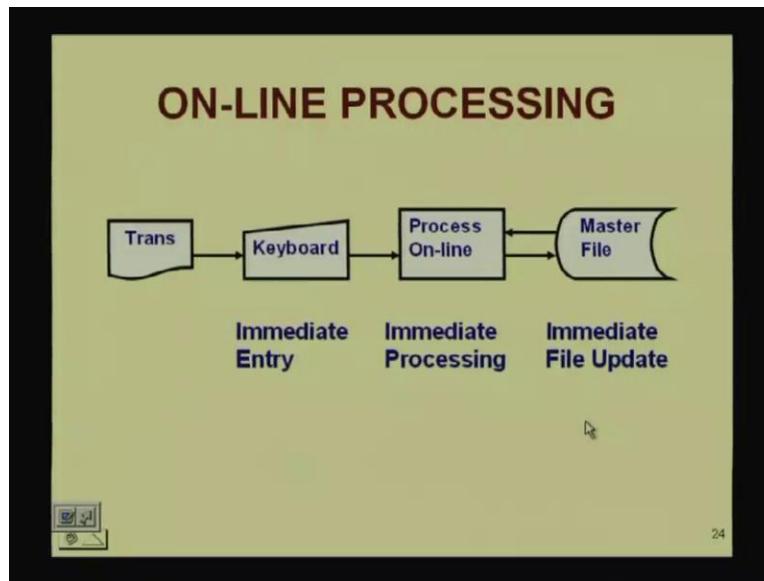 ON-LINE PROCESSING
Trans
Keyboard
Process
On-line
Master
File
Immediate
Entry
Immediate
Processing
Immediate
File Update
24